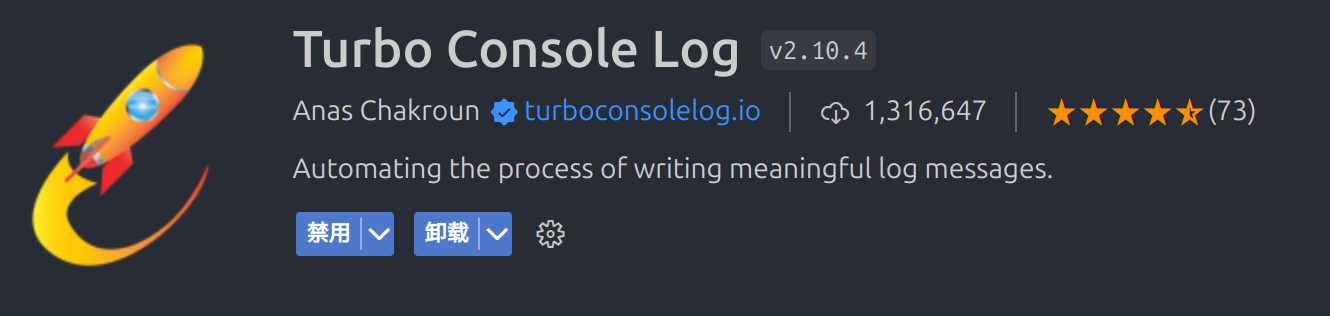 Turbo Console Log v2.10.4
Anas Chakroun turboconsolelog.io 1,316,647 (73)
Automating the process of writing meaningful log messages.
禁用 卸载